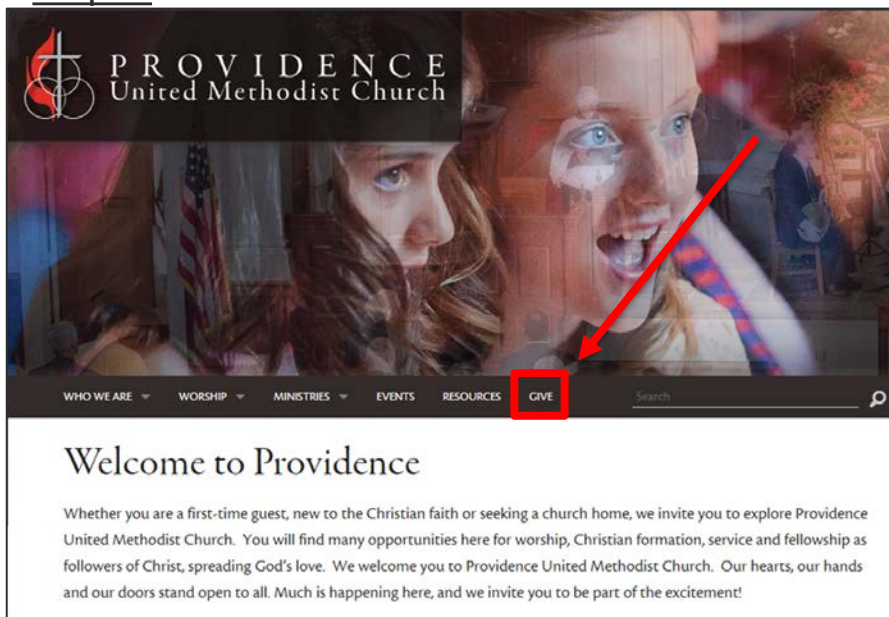 PROVIDENCE
United Methodist Church
WHO WE ARE WORSHIP MINISTRIES EVENTS RESOURCES GIVE Search
Welcome to Providence
Whether you are a first-time guest, new to the Christian faith or seeking a church home, we invite you to explore Providence
United Methodist Church. You will find many opportunities here for worship, Christian formation, service and fellowship as
followers of Christ, spreading God's love. We welcome you to Providence United Methodist Church. Our hearts, our hands
and our doors stand open to all. Much is happening here, and we invite you to be part of the excitement!